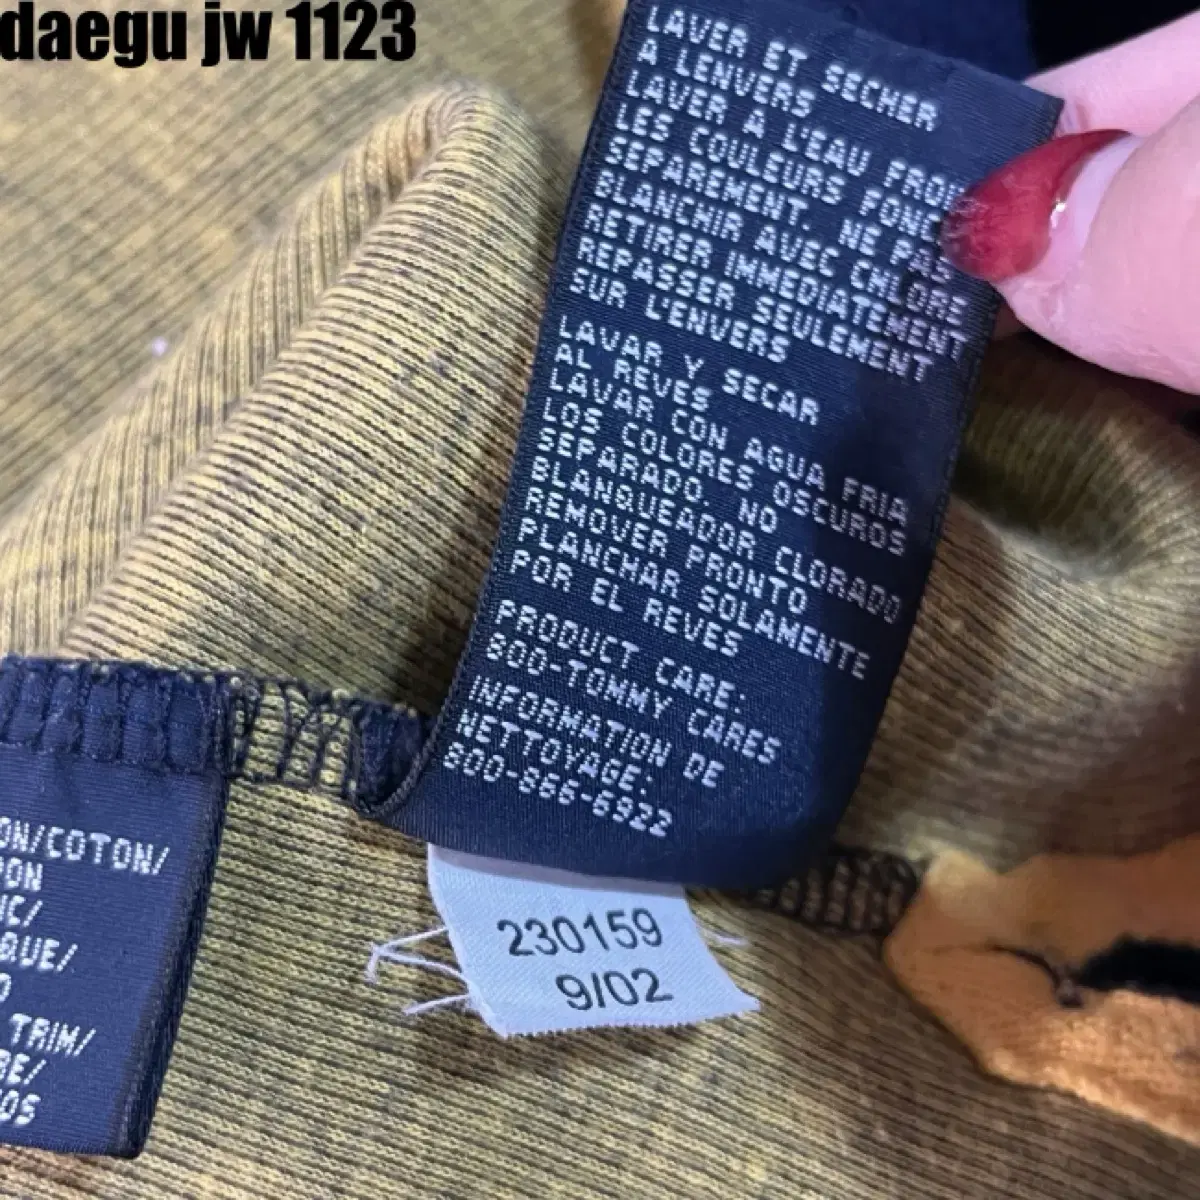 daegu jw 1123
LAVER ET SECHER
A LENVERS
LAVER A L'EAU
LES COULEURS
SEPAREMENT. NE PAS
BLANCHIR AVEC CHLORE
RETIRER IMMEDIATEMENT
REPASSER SEULEMENT
SUR L'ENVERS
LAVAR Y SECAR
AL REVES
LAVAR CON AGUA FRIA
LOS COLORES OSCUROS
SEPARADO. NO
BLANQUEADOR CLORADO
REMOVER PRONTO
PLANCHAR SOLAMENTE
POR EL REVES
PRODUCT CARE:
800-TOMMY CARES
INFORMATION DE
NETTOYAGE:
800-866-6922
230159
9/02
ON/COTON/
TRIM/